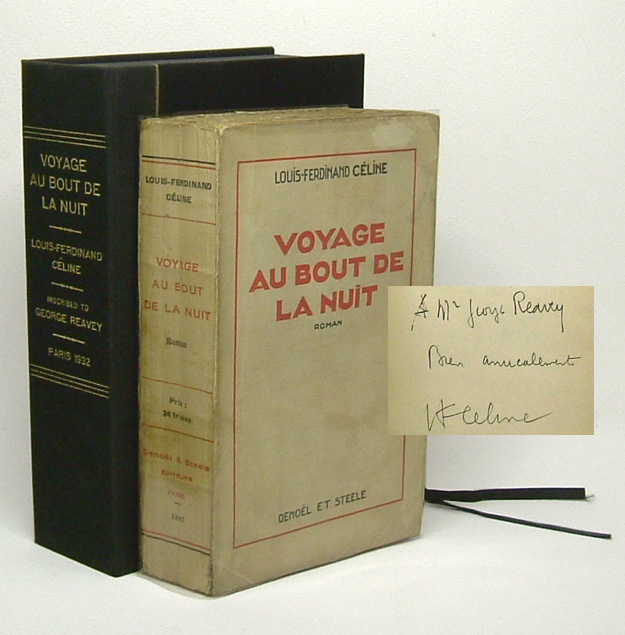 VOYAGE
AU BOUT DE
LA NUIT
LOUIS-FERDINAND
CÉLINE
INSCRIBED TO
GEORGE REAVEY
PARIS 1932
LOUIS-FERDINAND
CÉLINE
VOYAGE
AU BOUT
DE LA NUIT
Roman
Prix :
24 francs
Denoël & Steele
éditeurs
PARIS
1932
LOUIS-FERDINAND CÉLINE
VOYAGE
AU BOUT DE
LA NUIT
ROMAN
DENOËL ET STEELE
À Mr George Reavey
Bien amicalement
LF Celine